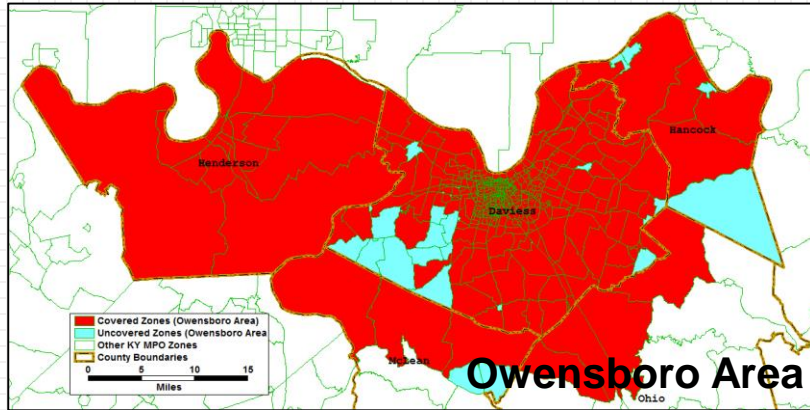 Henderson
Hancock
Daviess
Covered Zones (Owensboro Area)
Uncovered Zones (Owensboro Area
Other KY MPO Zones
County Boundaries
0 5 10 15
Miles
McLean
Owensboro Area
Ohio